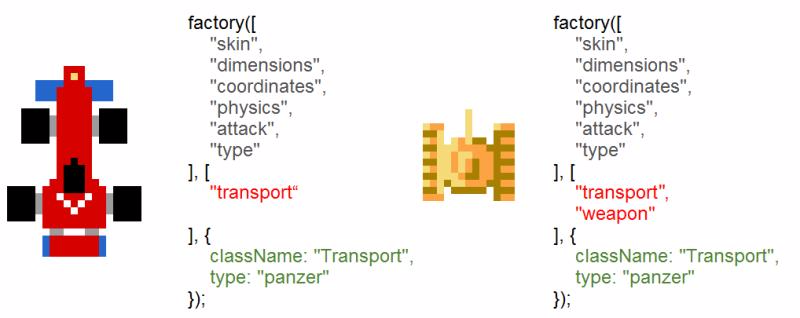 factory([
"skin",
"dimensions",
"coordinates",
"physics",
"attack",
"type"
], [
"transport“
], {
className: "Transport",
type: "panzer"
});
factory([
"skin",
"dimensions",
"coordinates",
"physics",
"attack",
"type"
], [
"transport",
"weapon"
], {
className: "Transport",
type: "panzer"
});